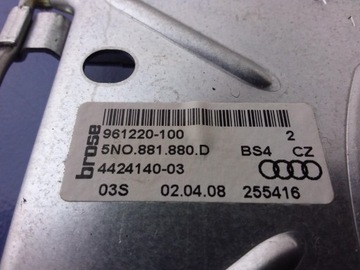 brose
961220-100 2
5N0.881.880.D BS4 CZ
4424140-03
03S 02.04.08 255416